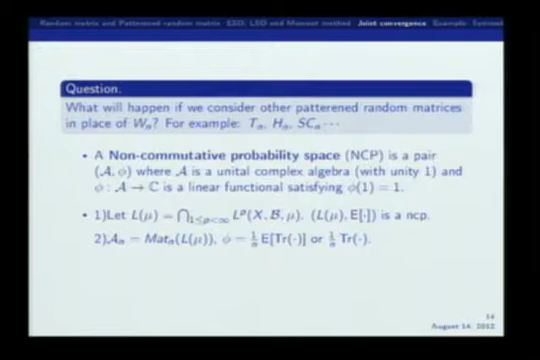 Random matrix and Patterned random matrix ESD, LSD and Moment method Joint convergence Example Symmet
Question.
What will happen if we consider other patterened random matrices
in place of Wₙ? For example: Tₙ, Hₙ, SCₙ ···
• A Non-commutative probability space (NCP) is a pair
(𝒜, φ) where 𝒜 is a unital complex algebra (with unity 1) and
φ : 𝒜 → ℂ is a linear functional satisfying φ(1) = 1.
• 1)Let L(μ) = ⋂₁≤p<∞ Lᵖ(X, ℬ, μ). (L(μ), E[·]) is a ncp.
2)𝒜ₙ = Matₙ(L(μ)), φ = 1/n E[Tr(·)] or 1/n Tr(·).
14
August 14, 2012